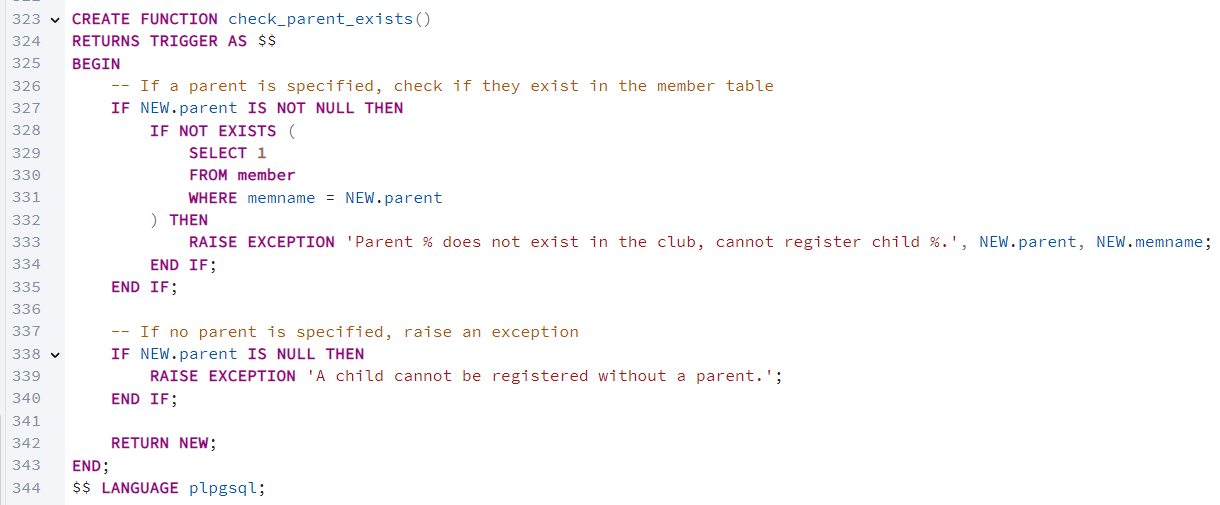 323 CREATE FUNCTION check_parent_exists()
324 RETURNS TRIGGER AS $$
325 BEGIN
326     -- If a parent is specified, check if they exist in the member table
327     IF NEW.parent IS NOT NULL THEN
328         IF NOT EXISTS (
329             SELECT 1
330             FROM member
331             WHERE memname = NEW.parent
332         ) THEN
333             RAISE EXCEPTION 'Parent % does not exist in the club, cannot register child %.', NEW.parent, NEW.memname;
334         END IF;
335     END IF;
336
337     -- If no parent is specified, raise an exception
338     IF NEW.parent IS NULL THEN
339         RAISE EXCEPTION 'A child cannot be registered without a parent.';
340     END IF;
341
342     RETURN NEW;
343 END;
344 $$ LANGUAGE plpgsql;